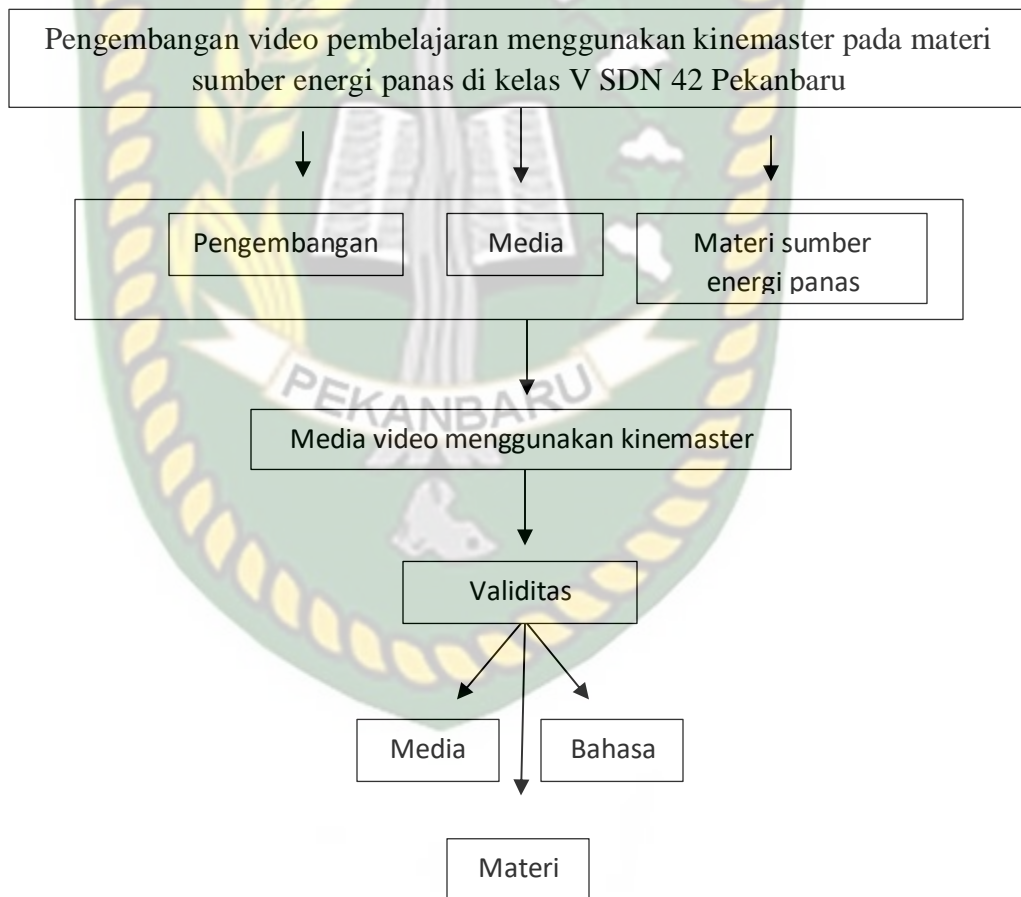 Pengembangan video pembelajaran menggunakan kinemaster pada materi
sumber energi panas di kelas V SDN 42 Pekanbaru
Pengembangan
Media
Materi sumber
energi panas
PEKANBARU
Media video menggunakan kinemaster
Validitas
Media
Bahasa
Materi